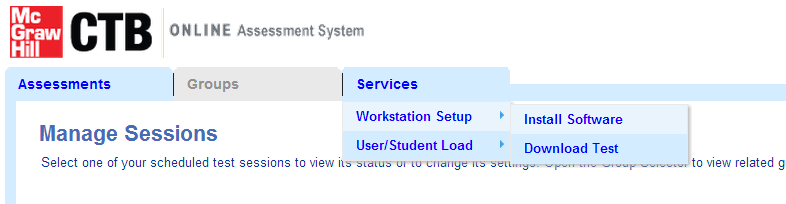 Mc
Graw
Hill
CTB
ONLINE Assessment System
Assessments
Groups
Services
Workstation Setup
User/Student Load
Install Software
Download Test
Manage Sessions
Select one of your scheduled test sessions to view its status or to change its settings. Open the Group Selector to view related g